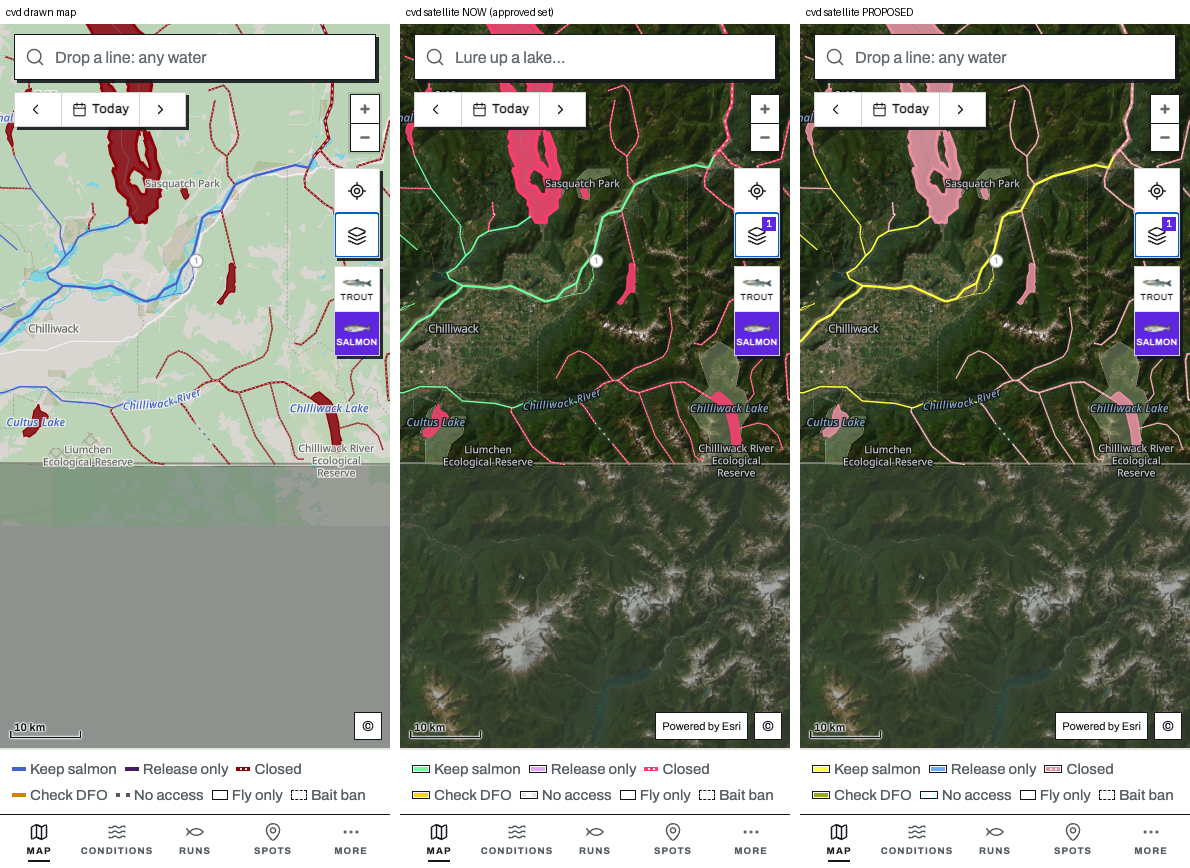 cvd drawn map
Drop a line: any water
Today
1
Sasquatch Park
TROUT
SALMON
Chilliwack
Chilliwack River
Chilliwack Lake
Cultus Lake
Liumchen
Ecological Reserve
Chilliwack River
Ecological
Reserve
10 km
©
Keep salmon
Release only
Closed
Check DFO
No access
Fly only
Bait ban
MAP
CONDITIONS
RUNS
SPOTS
MORE
cvd satellite NOW (approved set)
Lure up a lake...
Today
1
1
Sasquatch Park
TROUT
SALMON
Chilliwack
Chilliwack River
Chilliwack Lake
Cultus Lake
Liumchen
Ecological Reserve
Chilliwack River
Ecological
Reserve
10 km
Powered by Esri
©
Keep salmon
Release only
Closed
Check DFO
No access
Fly only
Bait ban
MAP
CONDITIONS
RUNS
SPOTS
MORE
cvd satellite PROPOSED
Drop a line: any water
Today
1
1
Sasquatch Park
TROUT
SALMON
Chilliwack
Chilliwack River
Chilliwack Lake
Cultus Lake
Liumchen
Ecological Reserve
Chilliwack River
Ecological
Reserve
10 km
Powered by Esri
©
Keep salmon
Release only
Closed
Check DFO
No access
Fly only
Bait ban
MAP
CONDITIONS
RUNS
SPOTS
MORE